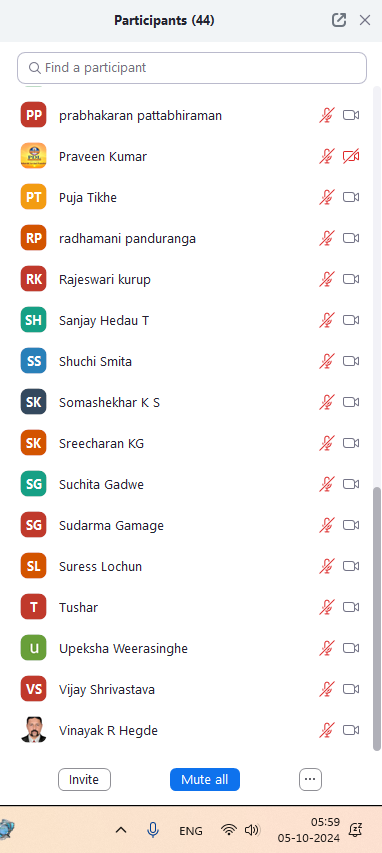 Participants (44)
Find a participant
PP prabhakaran pattabhiraman
Praveen Kumar
PT Puja Tikhe
RP radhamani panduranga
RK Rajeswari kurup
SH Sanjay Hedau T
SS Shuchi Smita
SK Somashekhar K S
SK Sreecharan KG
SG Suchita Gadwe
SG Sudarma Gamage
SL Suress Lochun
T Tushar
u Upeksha Weerasinghe
VS Vijay Shrivastava
Vinayak R Hegde
Invite Mute all ...
ENG 05:59
05-10-2024